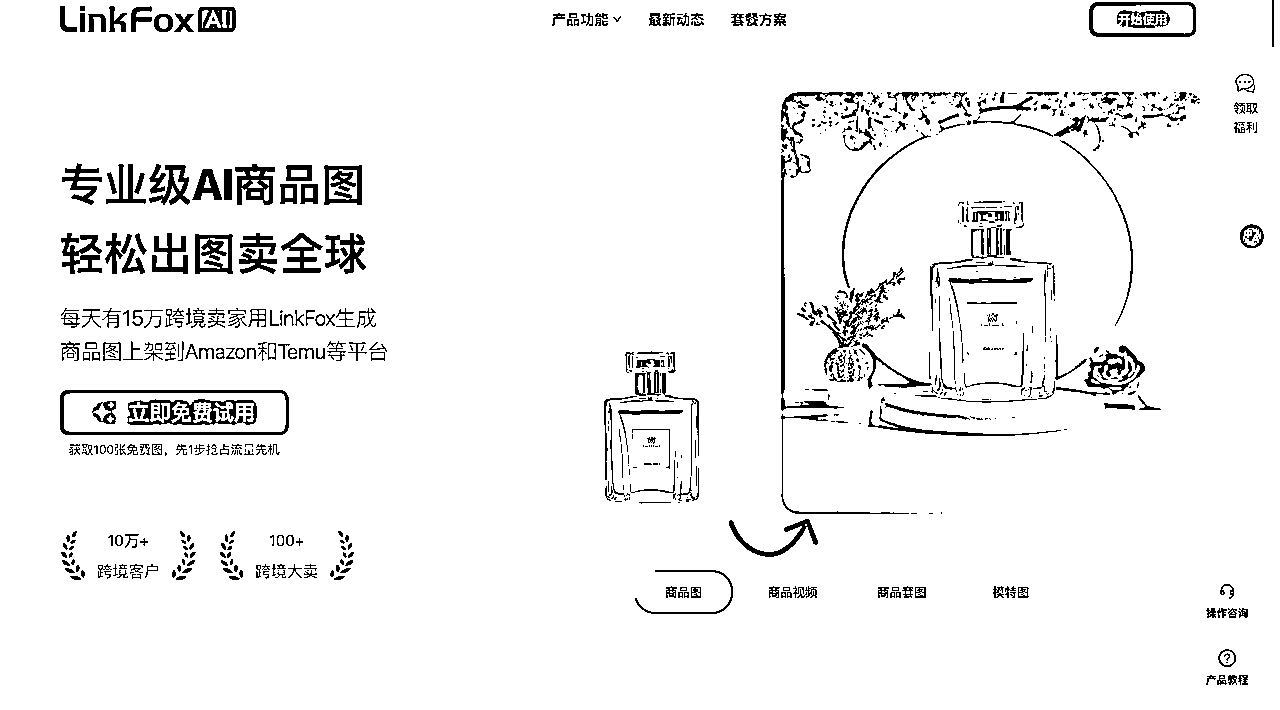 LinkFox AI
产品功能
最新动态
套餐方案
开始使用
领取
福利
专业级AI商品图
轻松出图卖全球
每天有15万跨境卖家用LinkFox生成
商品图上架到Amazon和Temu等平台
立即免费试用
获取100张免费图，先1步抢占流量先机
10万+
跨境客户
100+
跨境大卖
商品图
商品视频
商品套图
模特图
操作咨询
产品教程